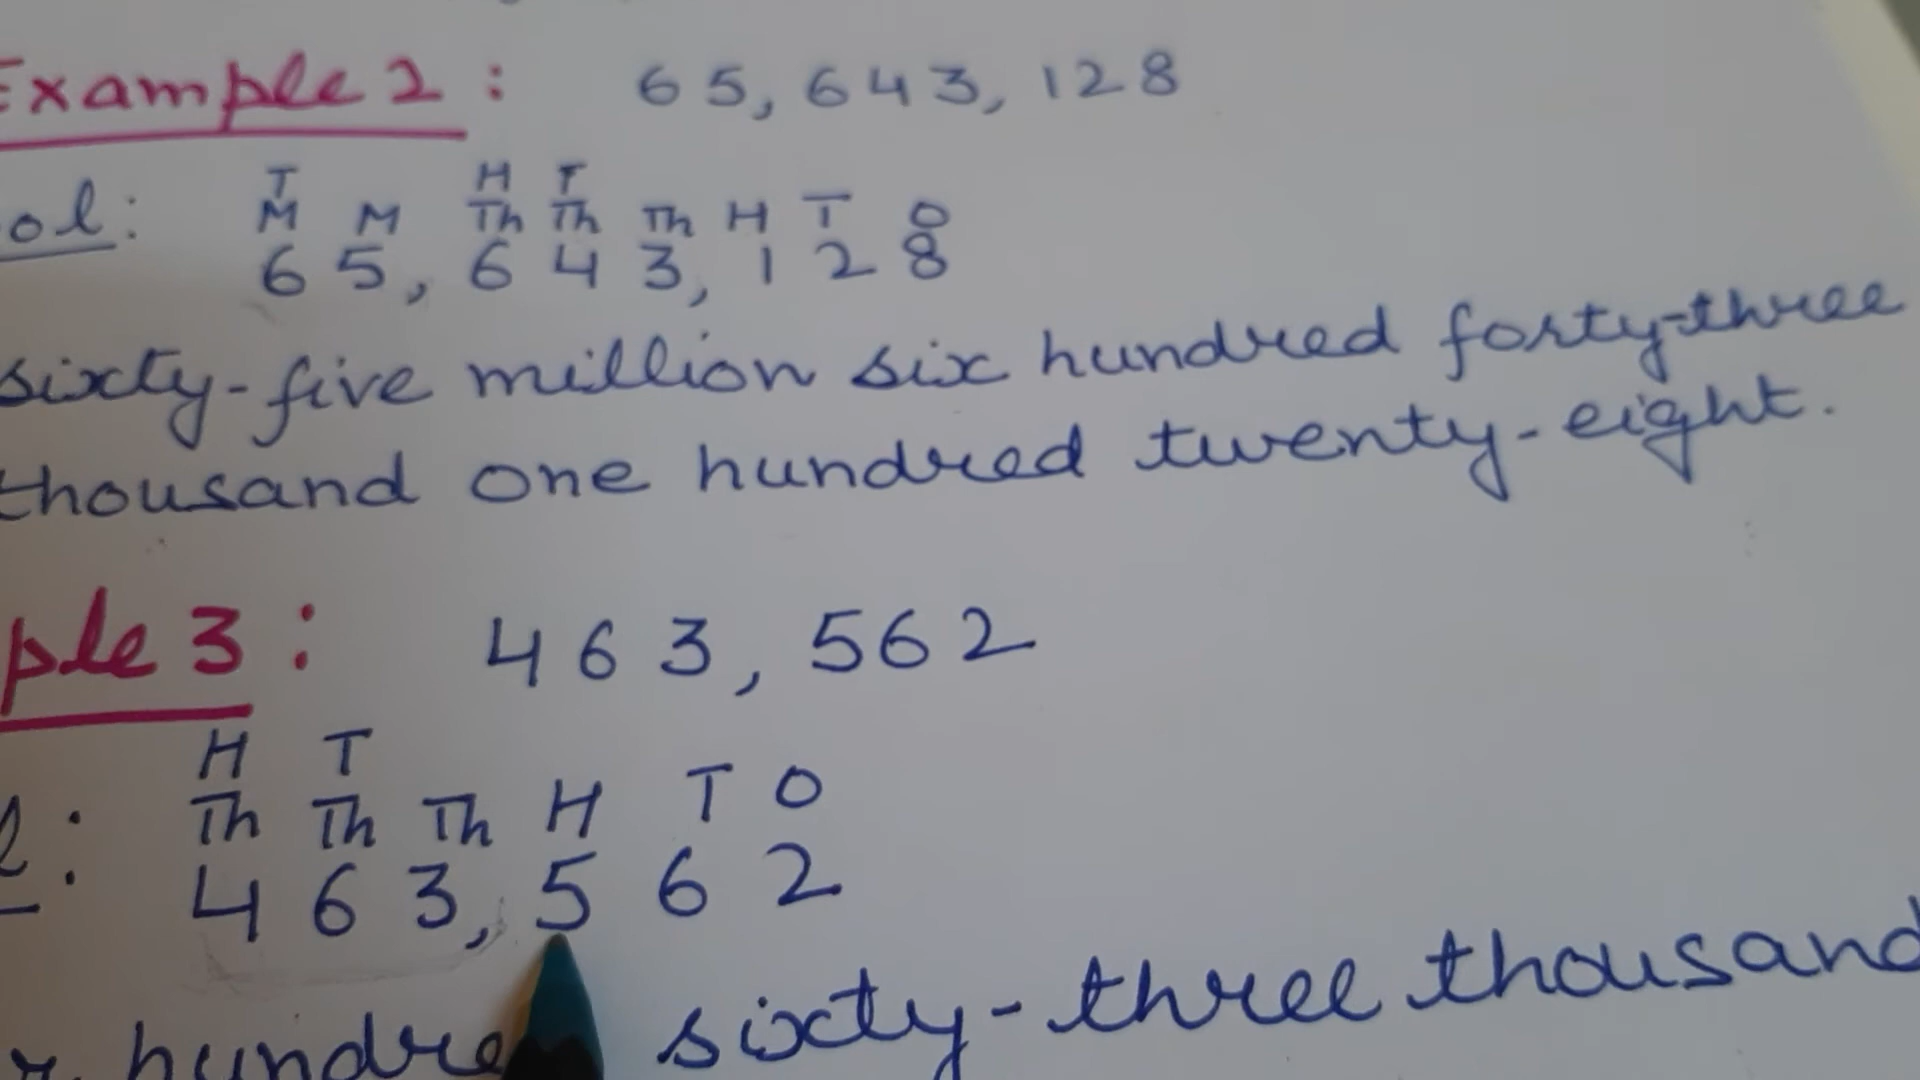 Example 2 : 65,643,128
ol: T M M H Th T Th Th H T O
65,643,128
sixty-five million six hundred forty-three
thousand one hundred twenty-eight.
ple 3 : 463,562
l: H Th T Th Th H T O
463,562
hundre sixty-three thousand